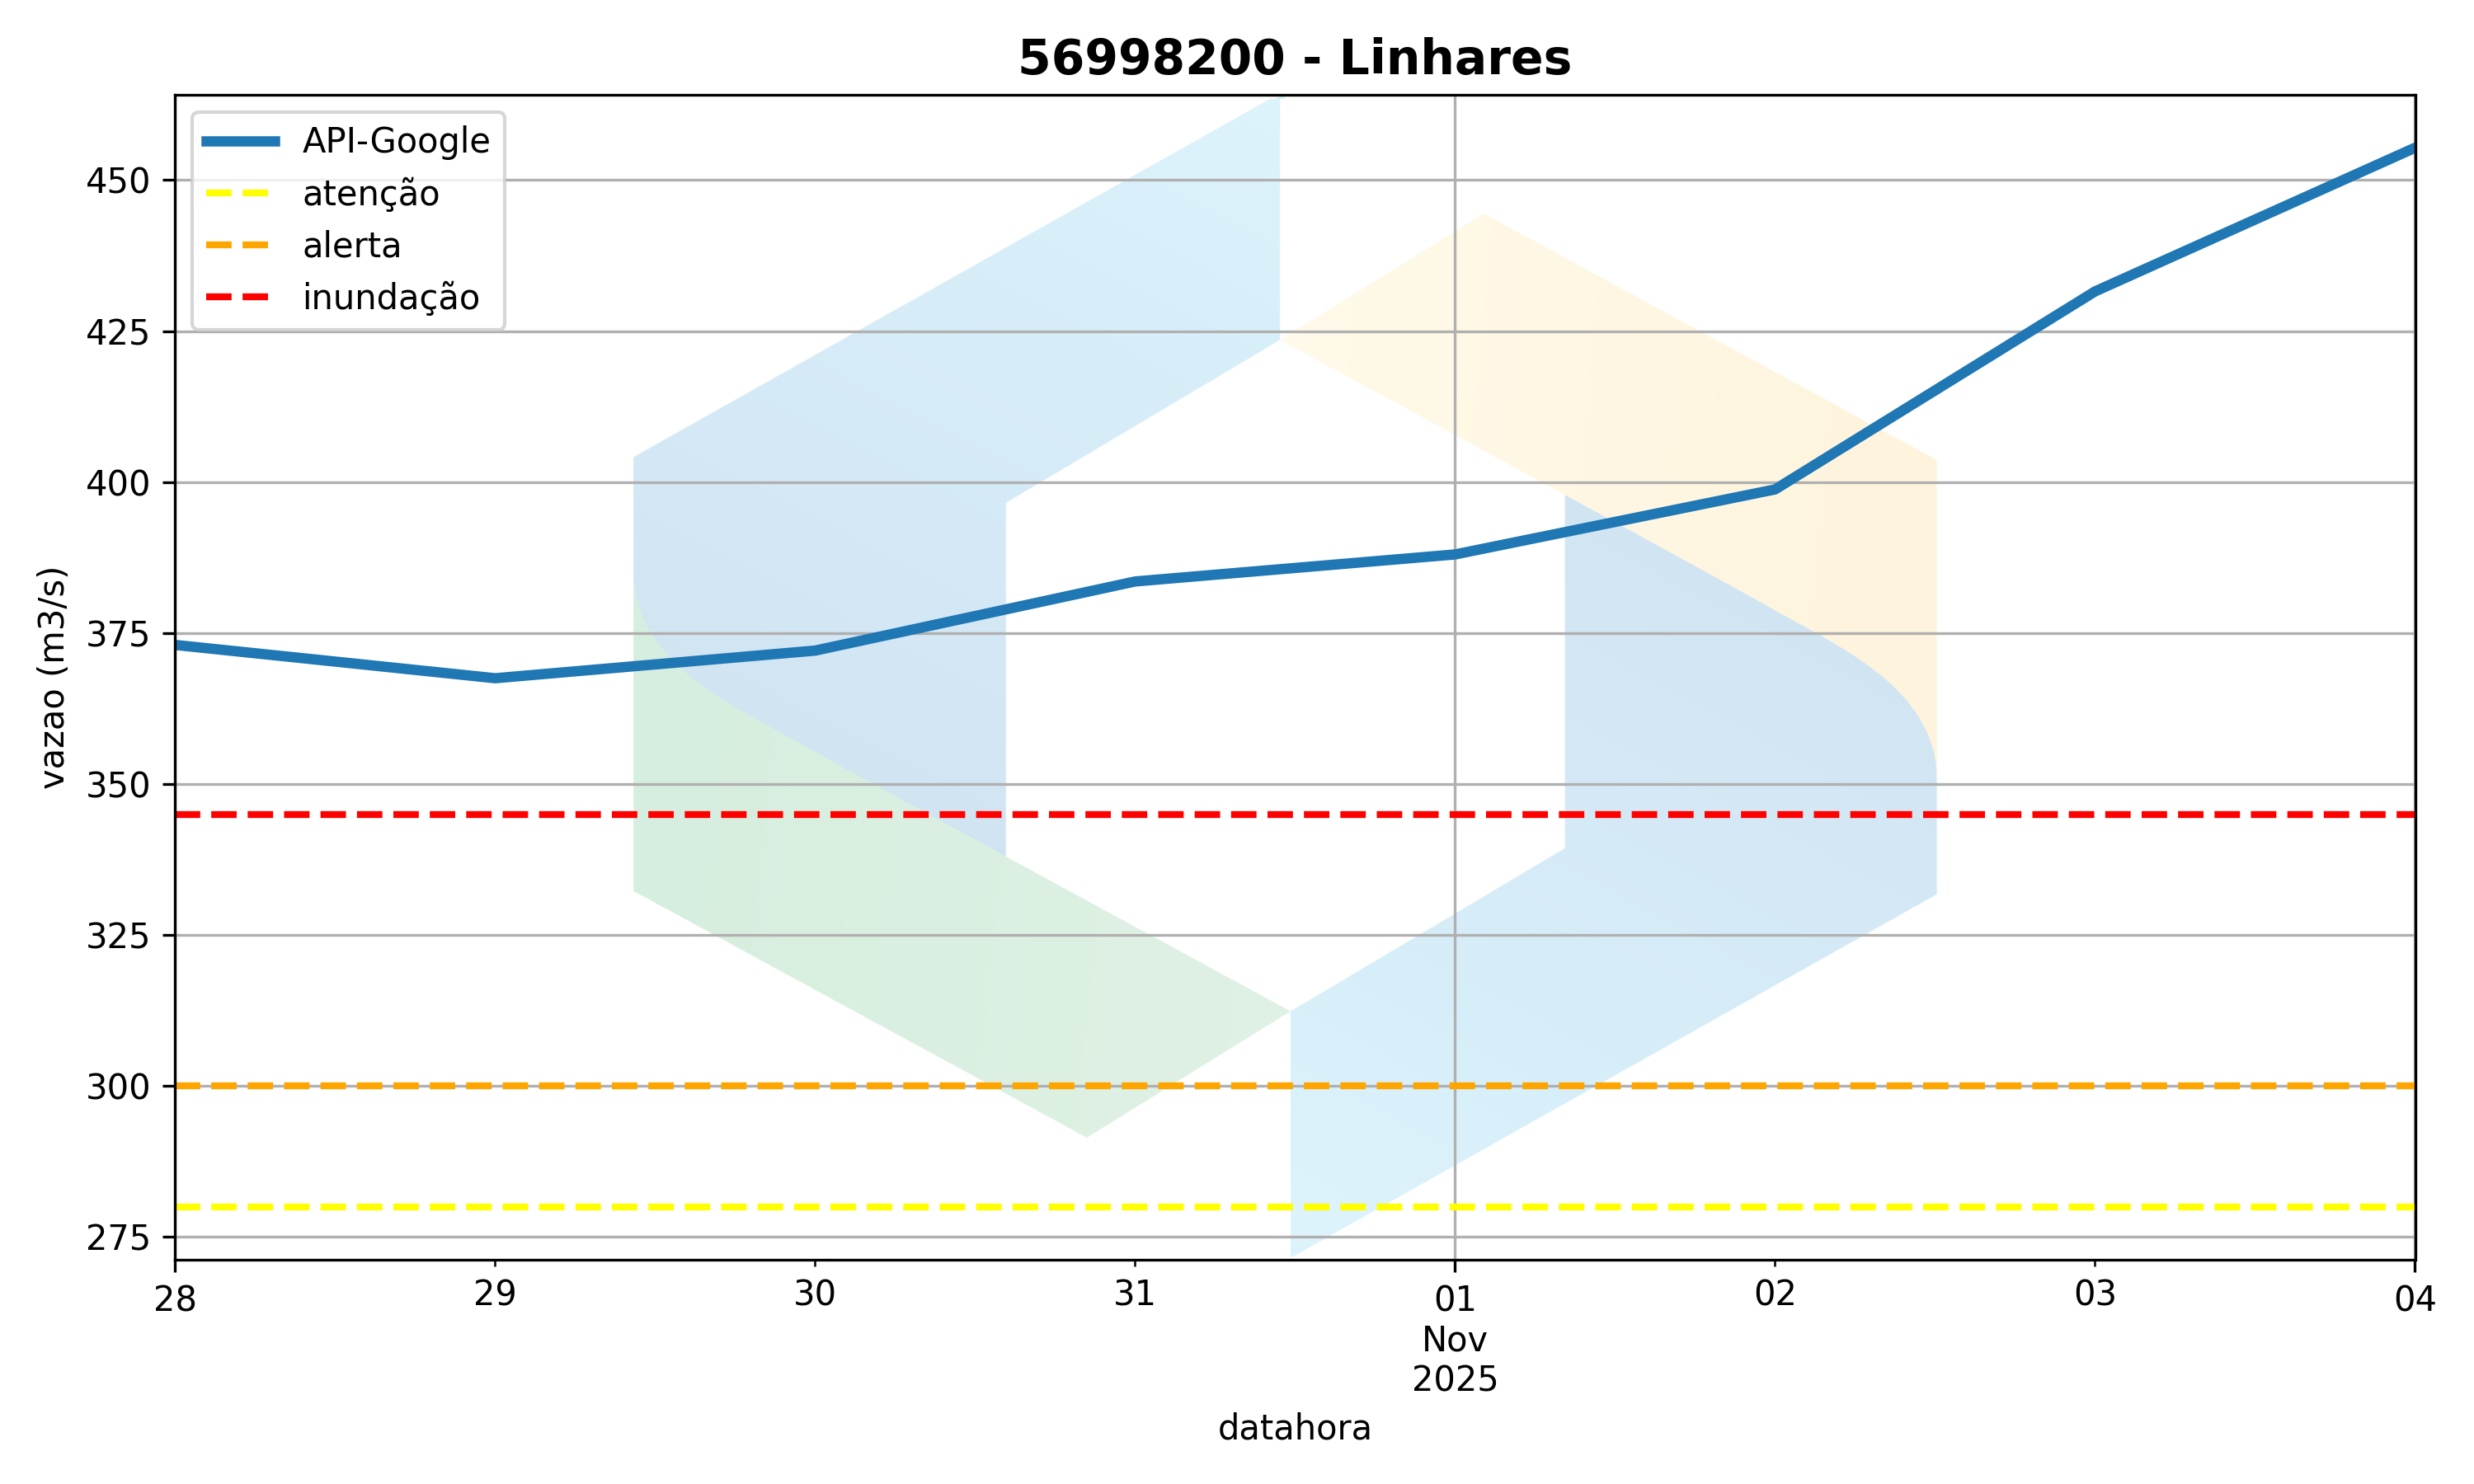 56998200 - Linhares
API-Google
atenção
alerta
inundação
450
425
400
375
350
325
300
275
vazao (m3/s)
28 29 30 31 01 02 03 04
Nov
2025
datahora